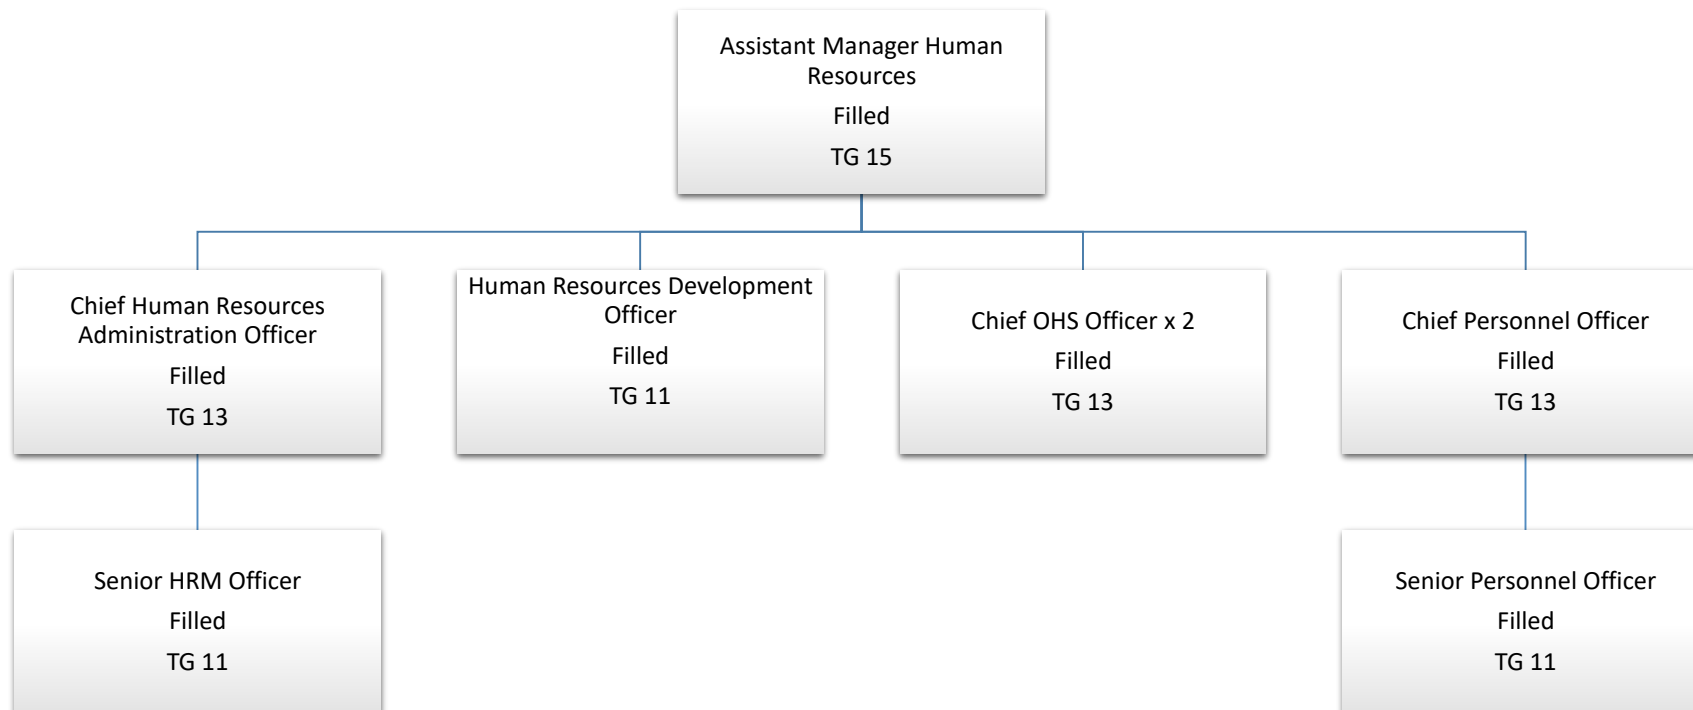 Assistant Manager Human
Resources
Filled
TG 15
Chief Human Resources
Administration Officer
Filled
TG 13
Human Resources Development
Officer
Filled
TG 11
Chief OHS Officer x 2
Filled
TG 13
Chief Personnel Officer
Filled
TG 13
Senior HRM Officer
Filled
TG 11
Senior Personnel Officer
Filled
TG 11